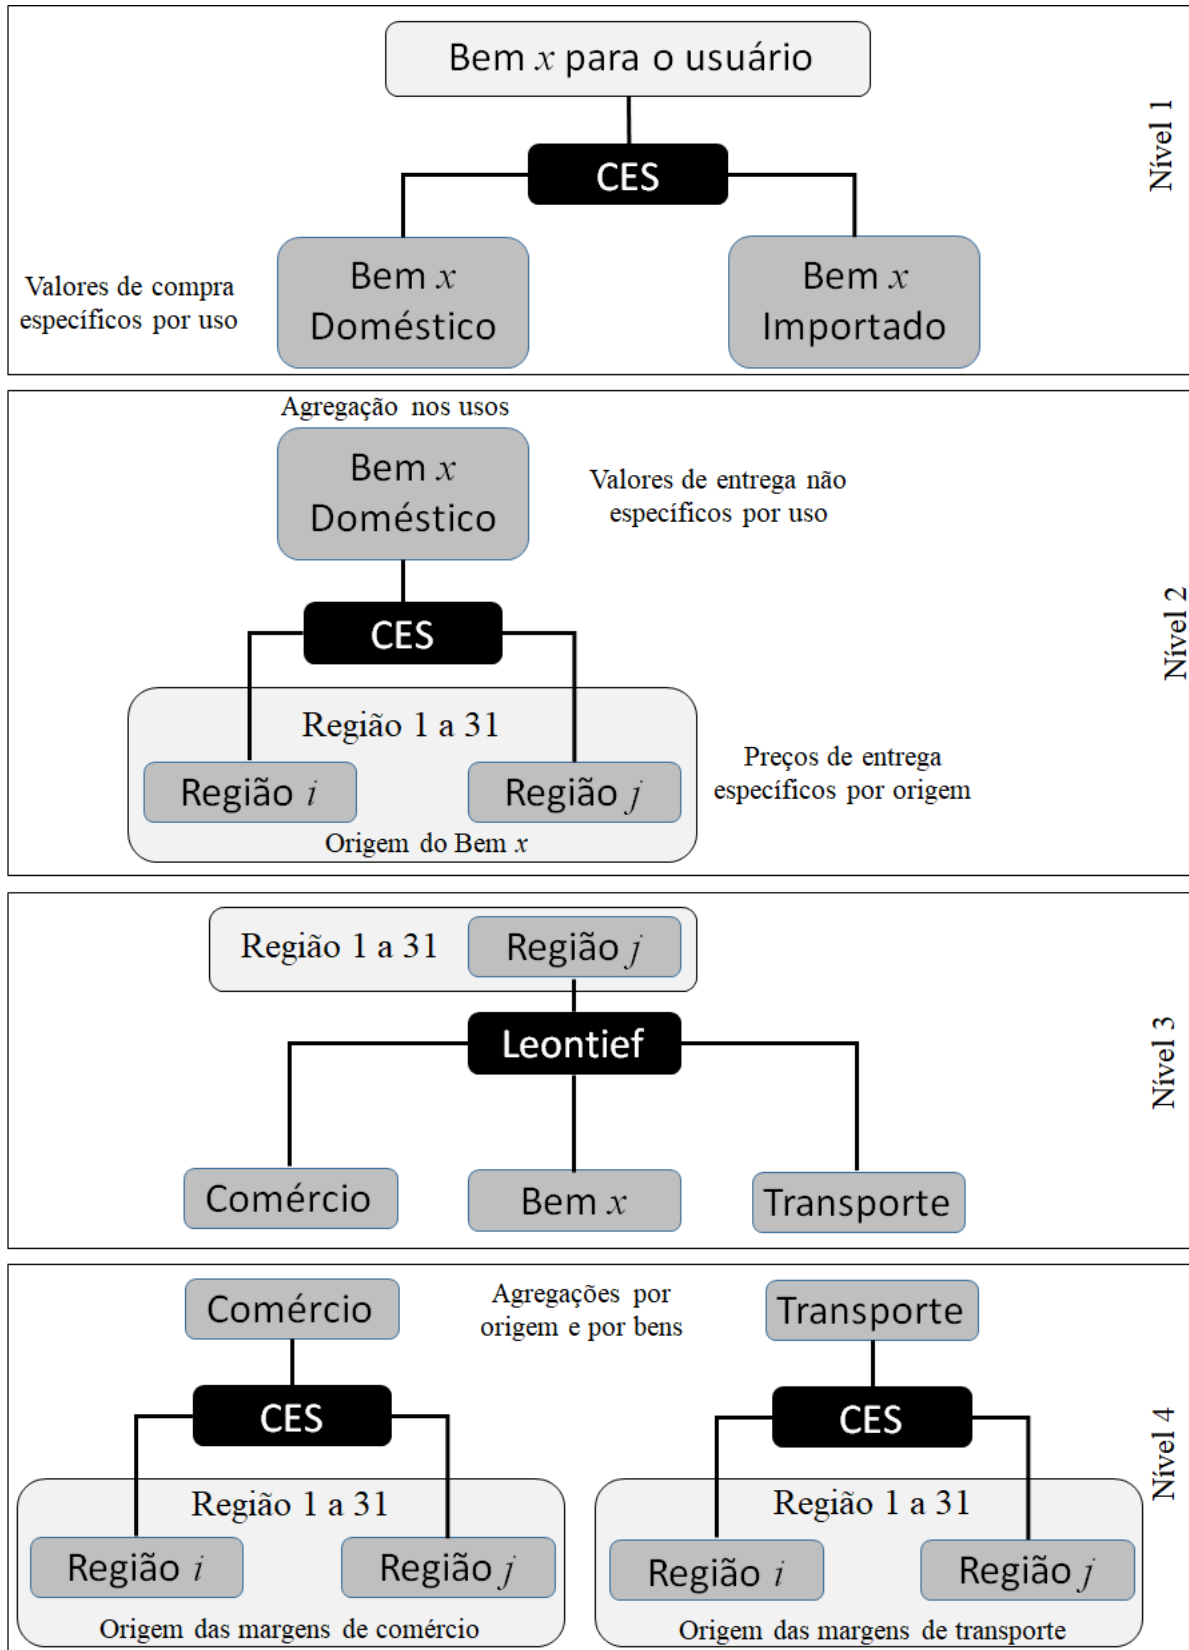 Bem x para o usuário
Nível 1
CES
Bem x
Doméstico
Bem x
Importado
Valores de compra
específicos por uso
Agregação nos usos
Bem x
Doméstico
Valores de entrega não
específicos por uso
Nível 2
CES
Região 1 a 31
Região i
Região j
Origem do Bem x
Preços de entrega
específicos por origem
Região 1 a 31
Região j
Leontief
Nível 3
Comércio
Bem x
Transporte
Comércio
Agregações por
origem e por bens
Transporte
CES
CES
Nível 4
Região 1 a 31
Região i
Região j
Origem das margens de comércio
Região 1 a 31
Região i
Região j
Origem das margens de transporte